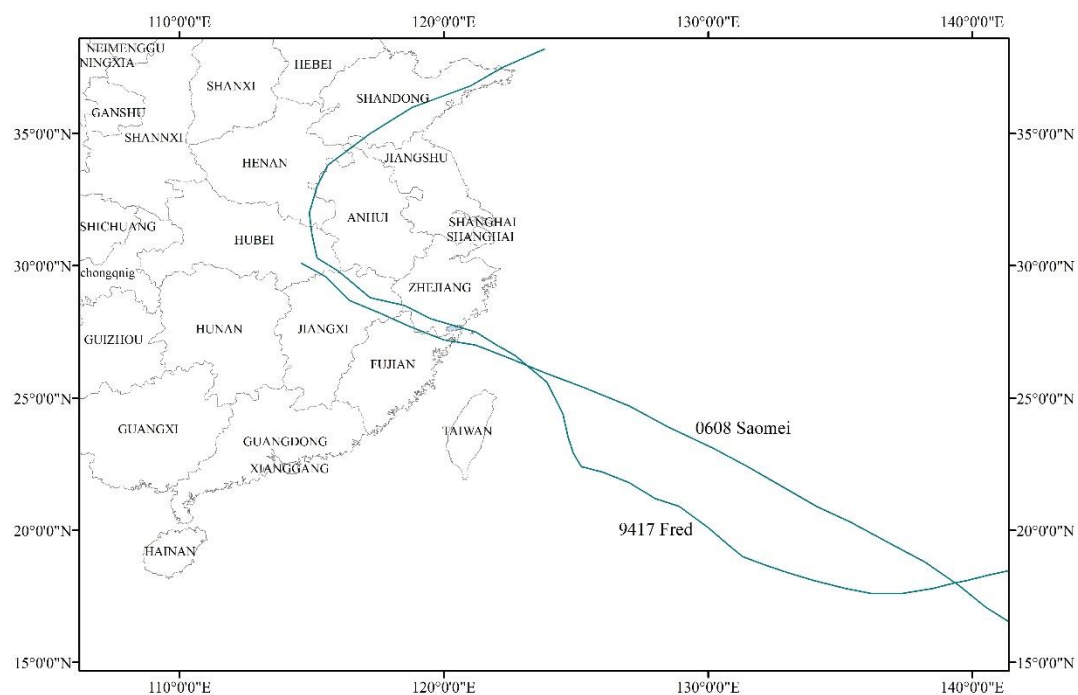 110°0'0"E
120°0'0"E
130°0'0"E
140°0'0"E
NEIMENGGU
NINGXIA
HEBEI
SHANXI
SHANDONG
GANSHU
35°0'0"N
SHANNXI
35°0'0"N
HENAN
JIANGSHU
ANHUI
SHICHUANG
SHANGHAI
HUBEI
SHANGHAI
30°0'0"N
chongqnig
30°0'0"N
ZHEJIANG
GUIZHOU
HUNAN
JIANGXI
FUJIAN
25°0'0"N
25°0'0"N
GUANGXI
GUANGDONG
TAIWAN
0608 Saomei
XIANGGANG
20°0'0"N
9417 Fred
20°0'0"N
HAINAN
15°0'0"N
15°0'0"N
110°0'0"E
120°0'0"E
130°0'0"E
140°0'0"E